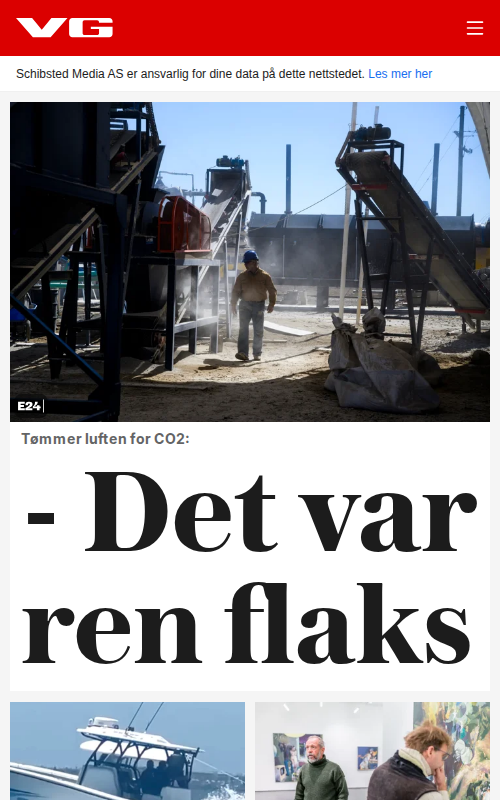 VG
Schibsted Media AS er ansvarlig for dine data på dette nettstedet. Les mer her
E24
Tømmer luften for CO2:
- Det var
ren flaks